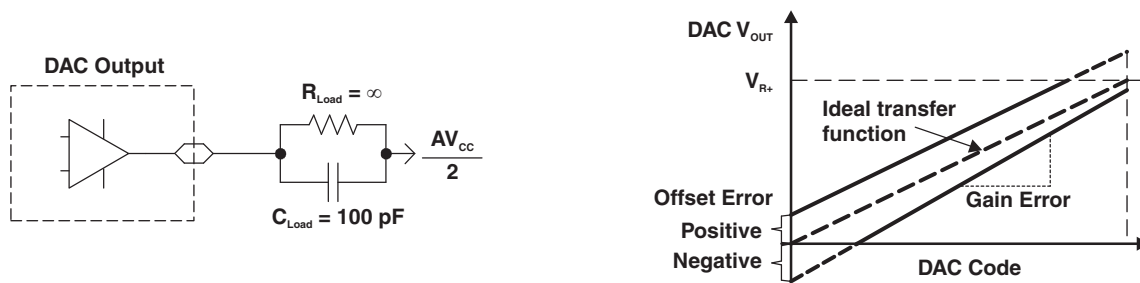 DAC Output
R_Load = ∞
AV_CC
2
C_Load = 100 pF
DAC V_OUT
V_R+
Ideal transfer
function
Offset Error
Positive
Negative
Gain Error
DAC Code